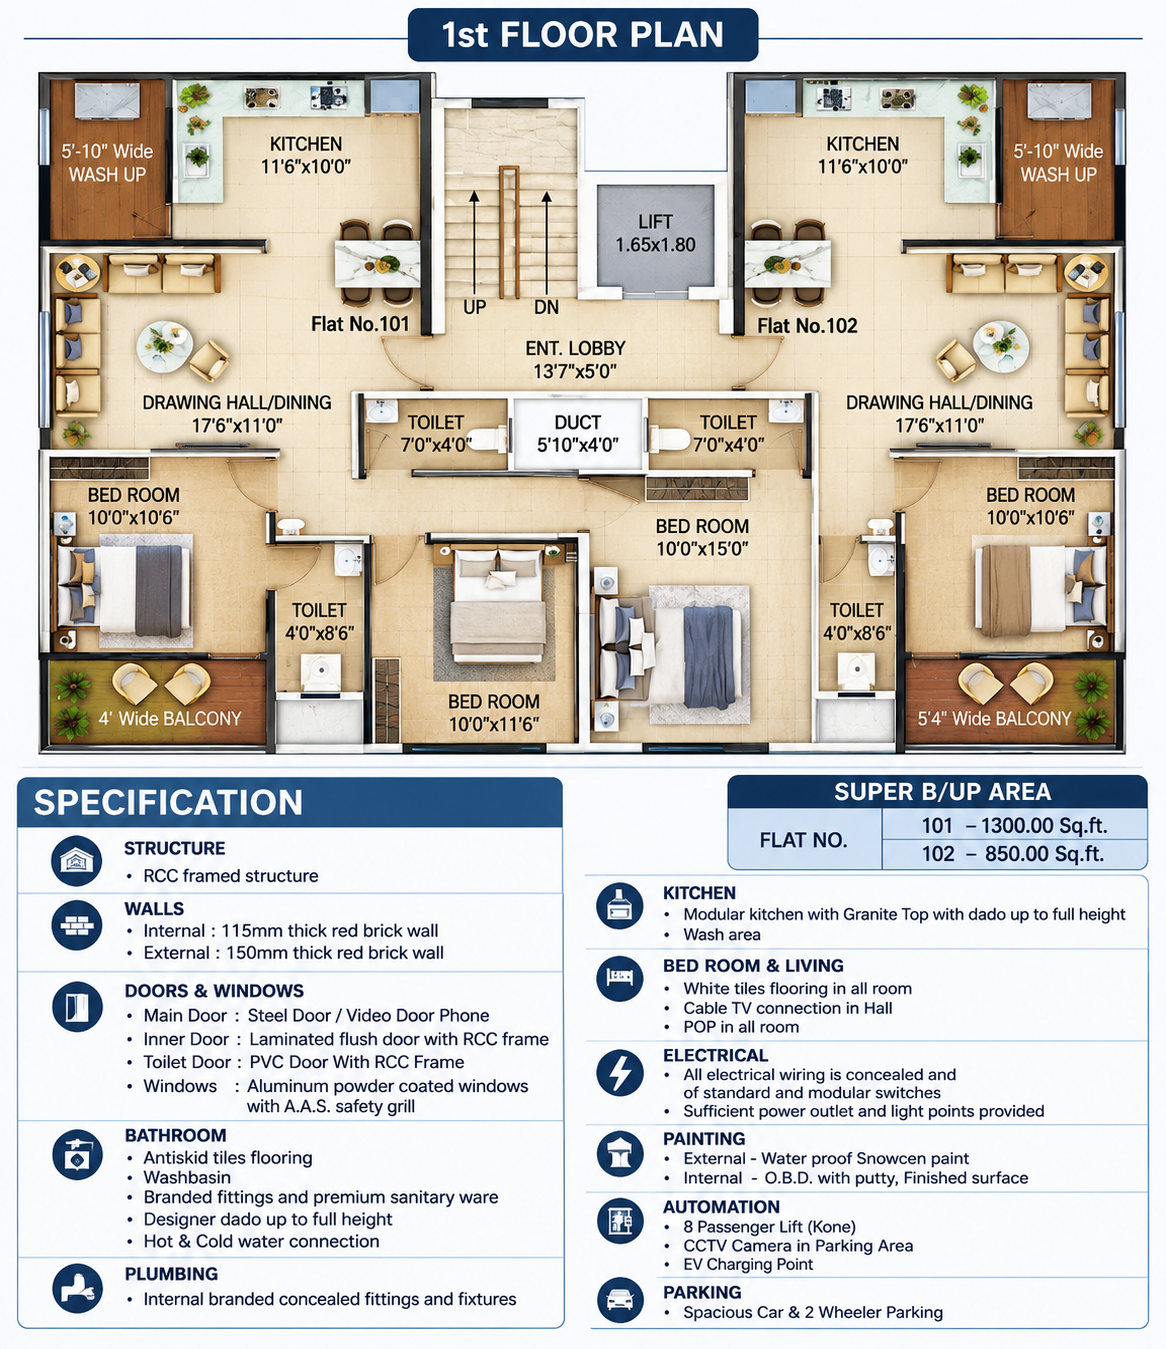 1st FLOOR PLAN
5'-10" Wide
WASH UP
KITCHEN
11'6"x10'0"
KITCHEN
11'6"x10'0"
5'-10" Wide
WASH UP
LIFT
1.65x1.80
UP
DN
Flat No.101
Flat No.102
ENT. LOBBY
13'7"x5'0"
DRAWING HALL/DINING
17'6"x11'0"
TOILET
7'0"x4'0"
DUCT
5'10"x4'0"
TOILET
7'0"x4'0"
DRAWING HALL/DINING
17'6"x11'0"
BED ROOM
10'0"x10'6"
BED ROOM
10'0"x15'0"
BED ROOM
10'0"x10'6"
TOILET
4'0"x8'6"
TOILET
4'0"x8'6"
4' Wide BALCONY
BED ROOM
10'0"x11'6"
5'4" Wide BALCONY
SPECIFICATION
STRUCTURE
• RCC framed structure
WALLS
• Internal : 115mm thick red brick wall
• External : 150mm thick red brick wall
DOORS & WINDOWS
• Main Door : Steel Door / Video Door Phone
• Inner Door : Laminated flush door with RCC frame
• Toilet Door : PVC Door With RCC Frame
• Windows : Aluminum powder coated windows
with A.A.S. safety grill
BATHROOM
• Antiskid tiles flooring
• Washbasin
• Branded fittings and premium sanitary ware
• Designer dado up to full height
• Hot & Cold water connection
PLUMBING
• Internal branded concealed fittings and fixtures
SUPER B/UP AREA
FLAT NO.
101 – 1300.00 Sq.ft.
102 – 850.00 Sq.ft.
KITCHEN
• Modular kitchen with Granite Top with dado up to full height
• Wash area
BED ROOM & LIVING
• White tiles flooring in all room
• Cable TV connection in Hall
• POP in all room
ELECTRICAL
• All electrical wiring is concealed and
of standard and modular switches
• Sufficient power outlet and light points provided
PAINTING
• External - Water proof Snowcen paint
• Internal - O.B.D. with putty, Finished surface
AUTOMATION
• 8 Passenger Lift (Kone)
• CCTV Camera in Parking Area
• EV Charging Point
PARKING
• Spacious Car & 2 Wheeler Parking